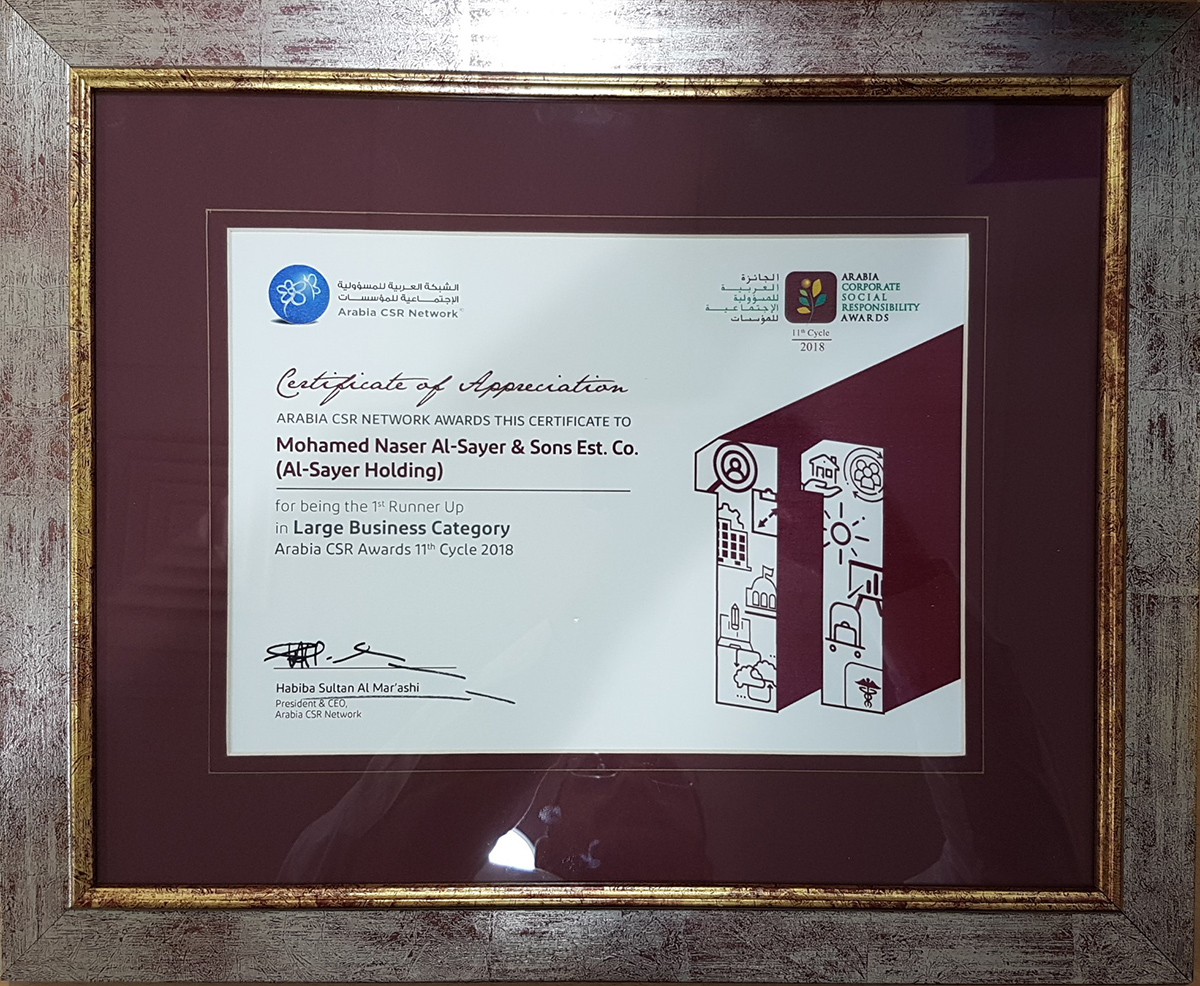 الشبكة العربية للمسؤولية
الإجتماعية للمؤسسات
Arabia CSR Network
الجائزة
العربية
للمسؤولية
الإجتماعية
للمؤسسات
ARABIA
CORPORATE
SOCIAL
RESPONSIBILITY
AWARDS
11th Cycle
2018
Certificate of Appreciation
ARABIA CSR NETWORK AWARDS THIS CERTIFICATE TO
Mohamed Naser Al-Sayer & Sons Est. Co.
(Al-Sayer Holding)
for being the 1st Runner Up
in Large Business Category
Arabia CSR Awards 11th Cycle 2018
11
Habiba Sultan Al Mar'ashi
President & CEO,
Arabia CSR Network